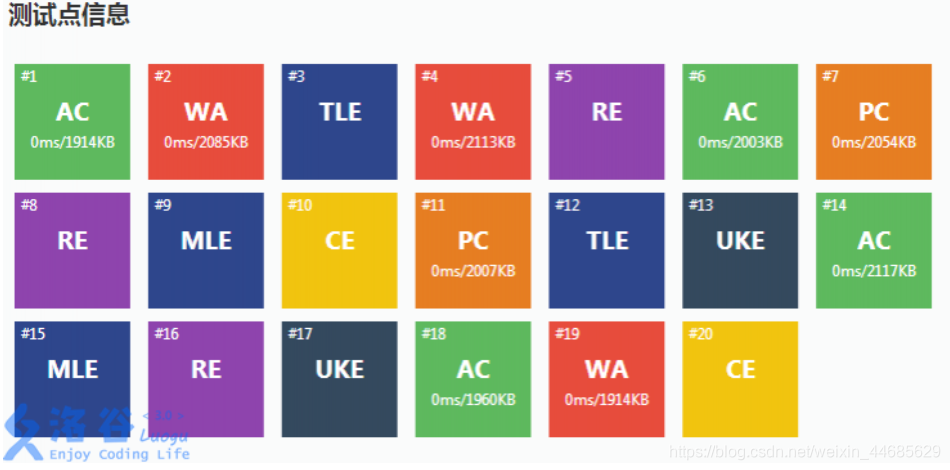 测试点信息
#1 #2 #3 #4 #5 #6 #7
AC WA TLE WA RE AC PC
0ms/1914KB 0ms/2085KB 0ms/2113KB 0ms/2003KB 0ms/2054KB
#8 #9 #10 #11 #12 #13 #14
RE MLE CE PC TLE UKE AC
0ms/2007KB 0ms/2117KB
#15 #16 #17 #18 #19 #20
MLE RE UKE AC WA CE
0ms/1960KB 0ms/1914KB
洛谷 Luogu
Enjoy Coding Life
https://blog.csdn.net/weixin_44685629